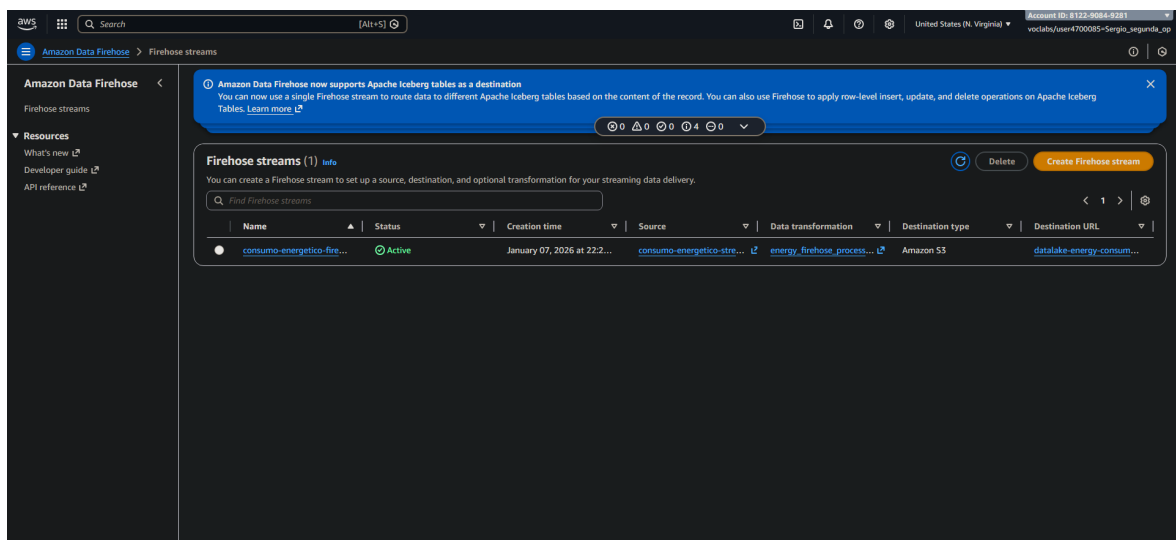 aws
Search
[Alt+S]
United States (N. Virginia)
Account ID: 8122-9084-9281
voclabs/user4700085=Sergio_segunda_op
Amazon Data Firehose > Firehose streams
Amazon Data Firehose
Firehose streams
Resources
What's new
Developer guide
API reference
Amazon Data Firehose now supports Apache Iceberg tables as a destination
You can now use a single Firehose stream to route data to different Apache Iceberg tables based on the content of the record. You can also use Firehose to apply row-level insert, update, and delete operations on Apache Iceberg
Tables. Learn more
0 0 0 4 0
Firehose streams (1) Info
Delete
Create Firehose stream
You can create a Firehose stream to set up a source, destination, and optional transformation for your streaming data delivery.
Find Firehose streams
1
Name Status Creation time Source Data transformation Destination type Destination URL
consumo-energetico-fire... Active January 07, 2026 at 22:2... consumo-energetico-stre... energy_firehose_process... Amazon S3 datalake-energy-consum...